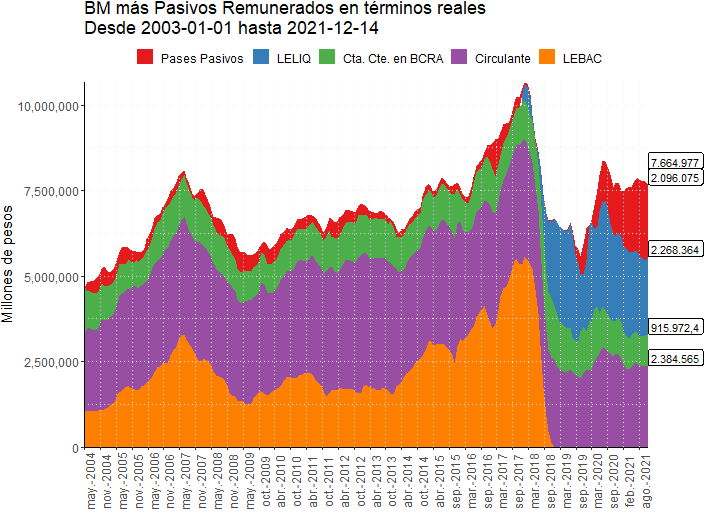 BM más Pasivos Remunerados en términos reales
Desde 2003-01-01 hasta 2021-12-14
Pases Pasivos LELIQ Cta. Cte. en BCRA Circulante LEBAC
Millones de pesos
10,000,000
7,500,000
5,000,000
2,500,000
0
7.664.977
2.096.075
2.268.364
915.972,4
2.384.565
may.-2004
nov.-2004
may.-2005
nov.-2005
may.-2006
nov.-2006
may.-2007
nov.-2007
may.-2008
nov.-2008
may.-2009
oct.-2009
abr.-2010
oct.-2010
abr.-2011
oct.-2011
abr.-2012
oct.-2012
abr.-2013
oct.-2013
abr.-2014
oct.-2014
abr.-2015
sep.-2015
mar.-2016
sep.-2016
mar.-2017
sep.-2017
mar.-2018
sep.-2018
mar.-2019
sep.-2019
mar.-2020
sep.-2020
feb.-2021
ago.-2021